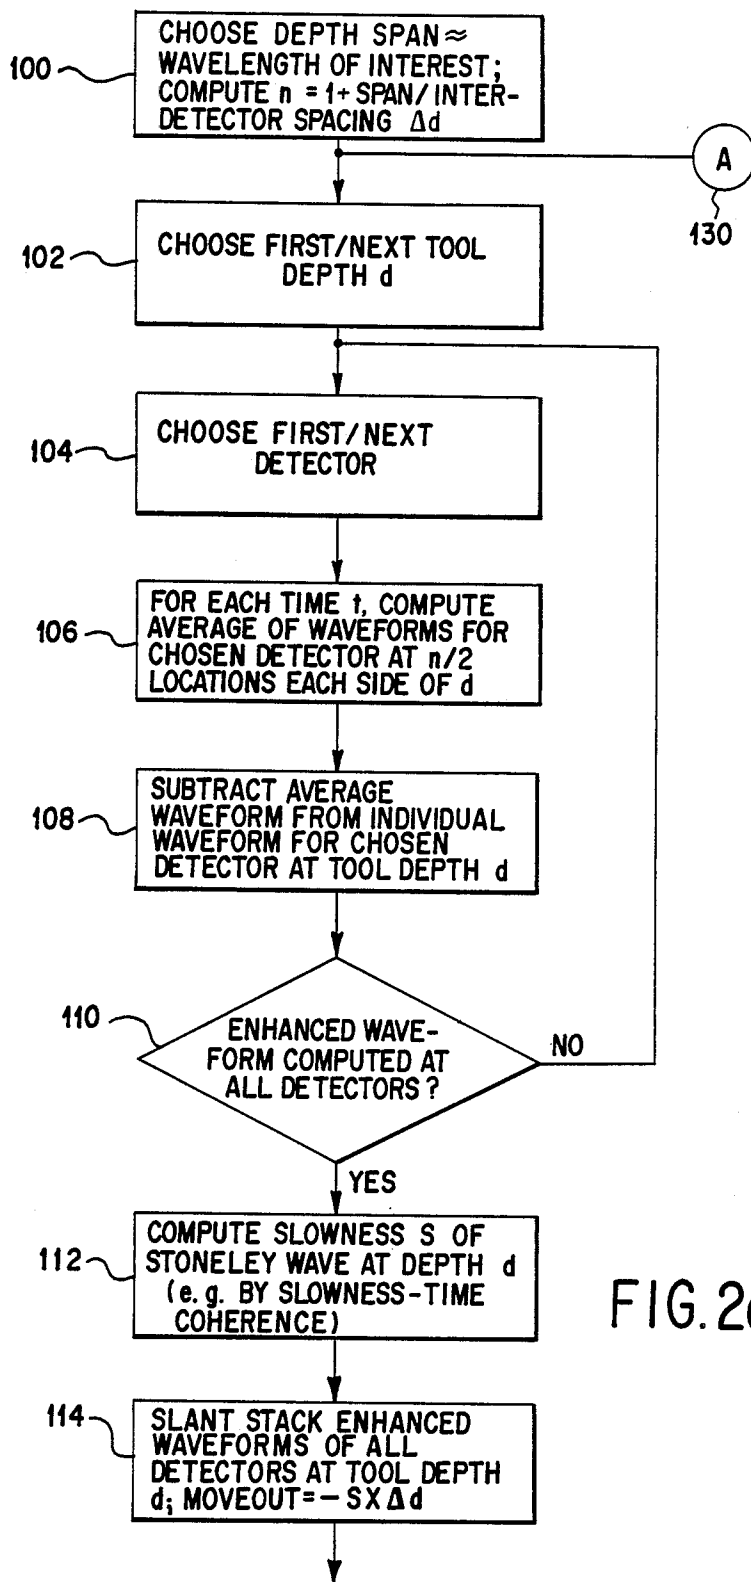 CHOOSE DEPTH SPAN ≈
WAVELENGTH OF INTEREST;
COMPUTE n = 1+ SPAN/INTER-
DETECTOR SPACING Δd
100
A
130
CHOOSE FIRST/NEXT TOOL
DEPTH d
102
CHOOSE FIRST/NEXT
DETECTOR
104
FOR EACH TIME t, COMPUTE
AVERAGE OF WAVEFORMS FOR
CHOSEN DETECTOR AT n/2
LOCATIONS EACH SIDE OF d
106
SUBTRACT AVERAGE
WAVEFORM FROM INDIVIDUAL
WAVEFORM FOR CHOSEN
DETECTOR AT TOOL DEPTH d
108
110
ENHANCED WAVE-
FORM COMPUTED AT
ALL DETECTORS?
NO
YES
COMPUTE SLOWNESS S OF
STONELEY WAVE AT DEPTH d
(e.g. BY SLOWNESS-TIME
COHERENCE)
112
FIG.2
SLANT STACK ENHANCED
WAVEFORMS OF ALL
DETECTORS AT TOOL DEPTH
d; MOVEOUT=-S X Δd
114